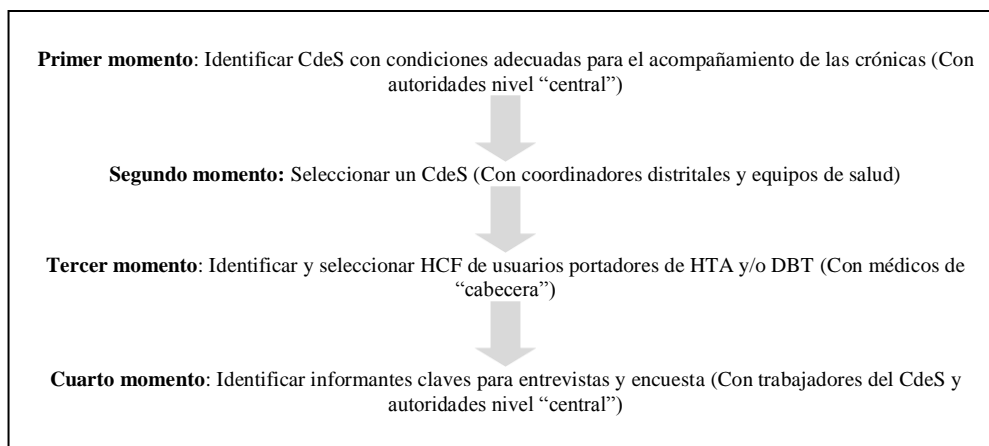 Primer momento: Identificar CdeS con condiciones adecuadas para el acompañamiento de las crónicas (Con
autoridades nivel “central”)
Segundo momento: Seleccionar un CdeS (Con coordinadores distritales y equipos de salud)
Tercer momento: Identificar y seleccionar HCF de usuarios portadores de HTA y/o DBT (Con médicos de
“cabecera”)
Cuarto momento: Identificar informantes claves para entrevistas y encuesta (Con trabajadores del CdeS y
autoridades nivel “central”)